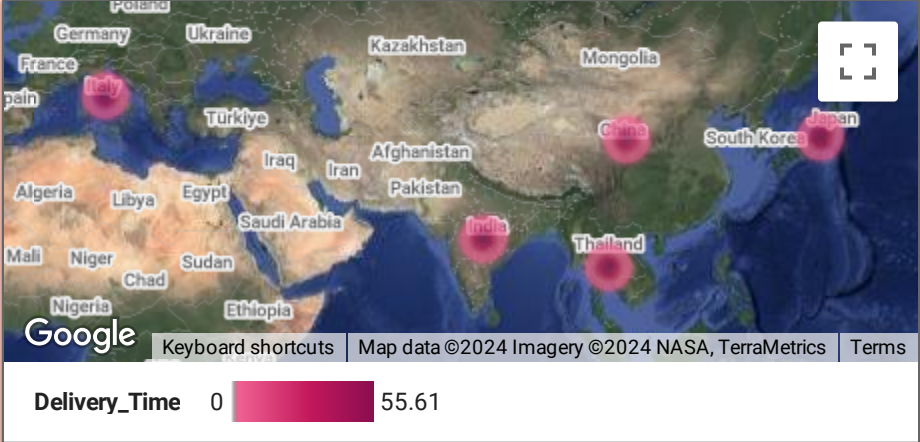 Poland
Germany
Ukraine
Kazakhstan
Mongolia
France
Italy
pain
Türkiye
China
Japan
South Korea
Iraq
Afghanistan
Iran
Algeria
Libya
Egypt
Pakistan
Saudi Arabia
India
Thailand
Mali
Niger
Sudan
Chad
Nigeria
Ethiopia
Google
Keyboard shortcuts
Map data ©2024 Imagery ©2024 NASA, TerraMetrics
Terms
Delivery_Time 0 55.61